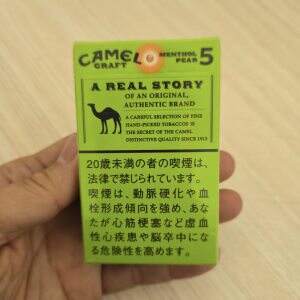 CAMEL CRAFT MENTHOL PEAR 5
A REAL STORY
OF AN ORIGINAL,
AUTHENTIC BRAND
A CAREFUL SELECTION OF FINE
HAND-PICKED TOBACCOS IS
THE SECRET OF THE CAMEL
DISTINCTIVE QUALITY SINCE 1913
20歳未満の者の喫煙は、
法律で禁じられています。
喫煙は、動脈硬化や血
栓形成傾向を強め、あな
たが心筋梗塞など虚血
性心疾患や脳卒中にな
る危険性を高めます。